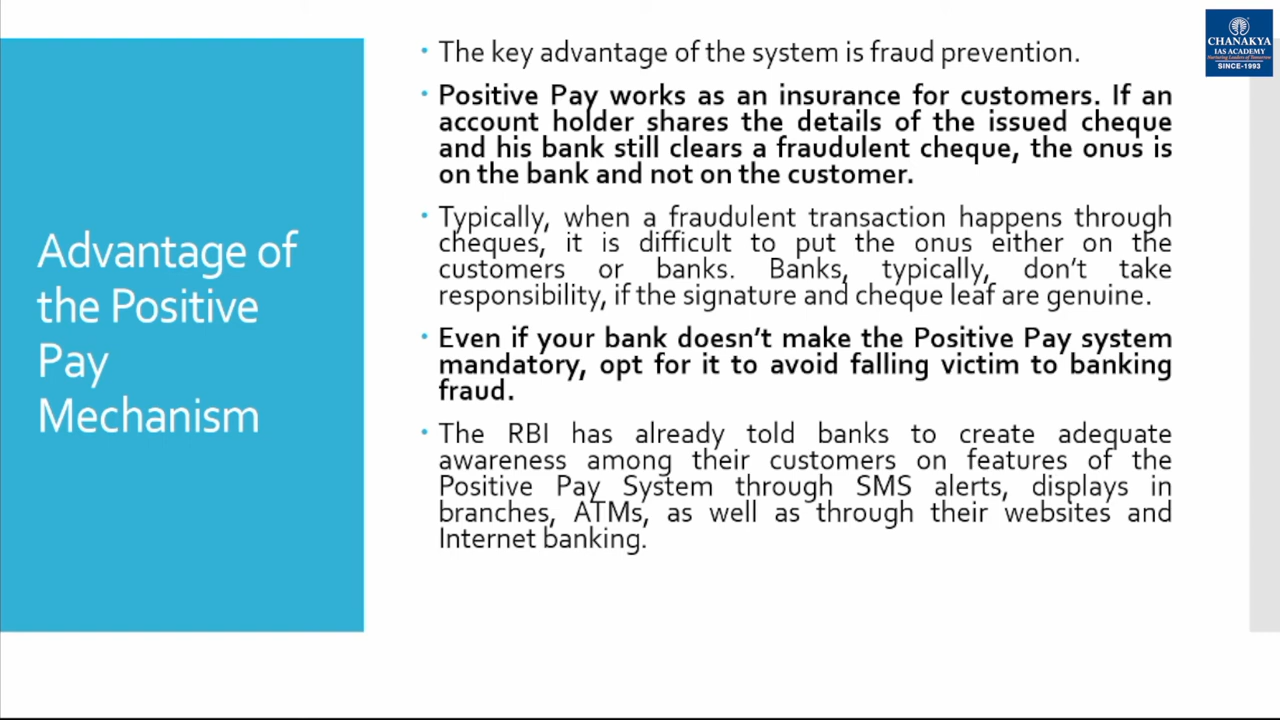 CHANAKYA
IAS ACADEMY
Nurturing Leaders of Tomorrow
SINCE-1993
Advantage of
the Positive
Pay
Mechanism
• The key advantage of the system is fraud prevention.
• Positive Pay works as an insurance for customers. If an
account holder shares the details of the issued cheque
and his bank still clears a fraudulent cheque, the onus is
on the bank and not on the customer.
• Typically, when a fraudulent transaction happens through
cheques, it is difficult to put the onus either on the
customers or banks. Banks, typically, don't take
responsibility, if the signature and cheque leaf are genuine.
• Even if your bank doesn't make the Positive Pay system
mandatory, opt for it to avoid falling victim to banking
fraud.
• The RBI has already told banks to create adequate
awareness among their customers on features of the
Positive Pay System through SMS alerts, displays in
branches, ATMs, as well as through their websites and
Internet banking.